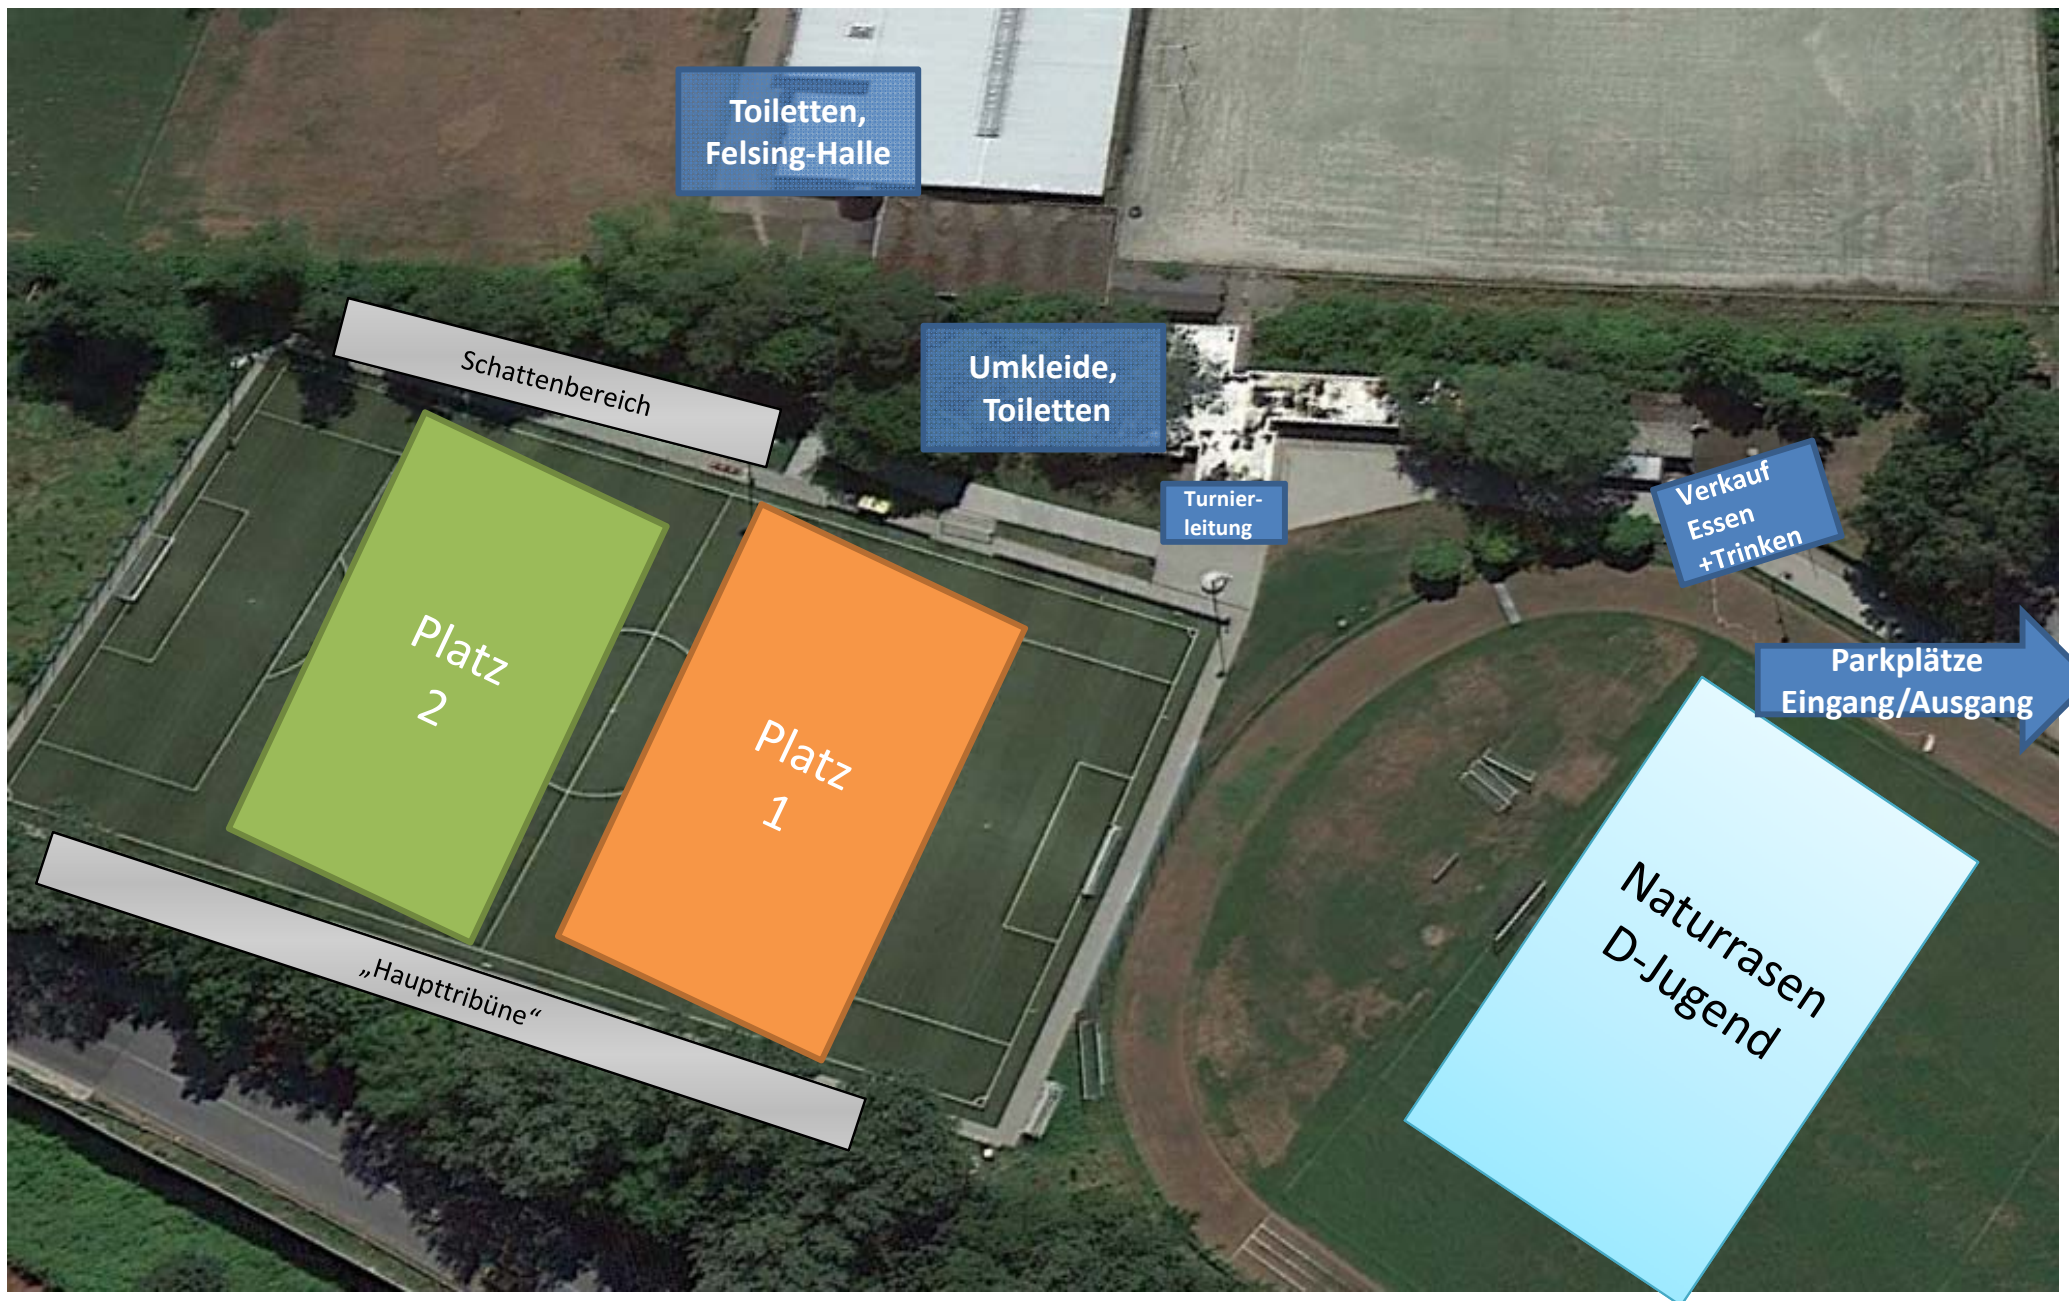 Toiletten,
Felsing-Halle
Schattenbereich
Umkleide,
Toiletten
Turnier-
leitung
Verkauf
Essen
+Trinken
Parkplätze
Eingang/Ausgang
Platz
2
Platz
1
Naturrasen
D-Jugend
„Haupttribüne“